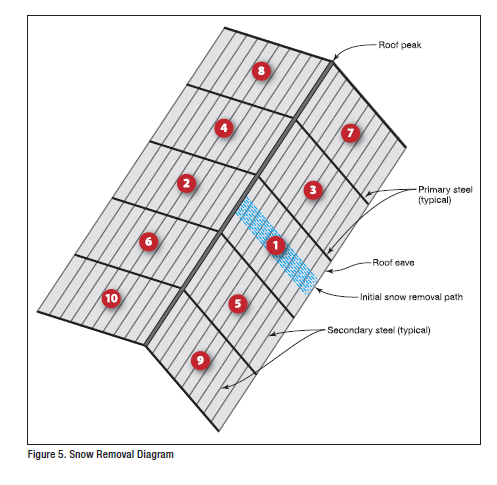 Roof peak
8
7
4
3
Primary steel
(typical)
2
1
Roof eave
6
Initial snow removal path
10
5
Secondary steel (typical)
9
Figure 5. Snow Removal Diagram